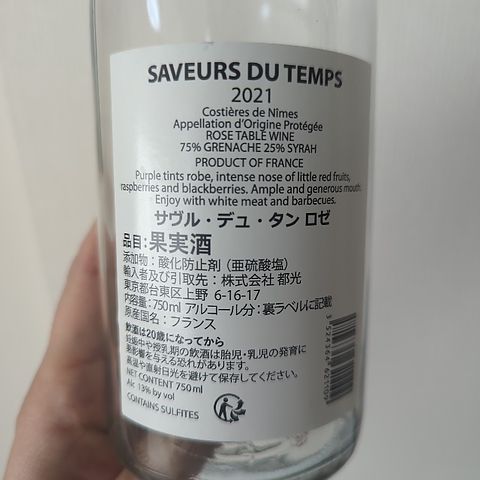 SAVEURS DU TEMPS
2021
Costières de Nîmes
Appellation d'Origine Protégée
ROSE TABLE WINE
75% GRENACHE 25% SYRAH
PRODUCT OF FRANCE
Purple tints robe, intense nose of little red fruits,
raspberries and blackberries. Ample and generous mouth.
Enjoy with white meat and barbecues.
サヴル・デュ・タン ロゼ
品目:果実酒
添加物:酸化防止剤(亜硫酸塩)
輸入者及び引取先:株式会社 都光
東京都台東区上野 6-16-17
内容量:750ml アルコール分:裏ラベルに記載
原産国名:フランス
飲酒は20歳になってから
妊娠中や授乳期の飲酒は胎児・乳児の発育に
悪影響を与える恐れがあります。
高温や直射日光を避けて保存してください。
NET CONTENT 750ml
Alc 13% by vol
CONTAINS SULFITES